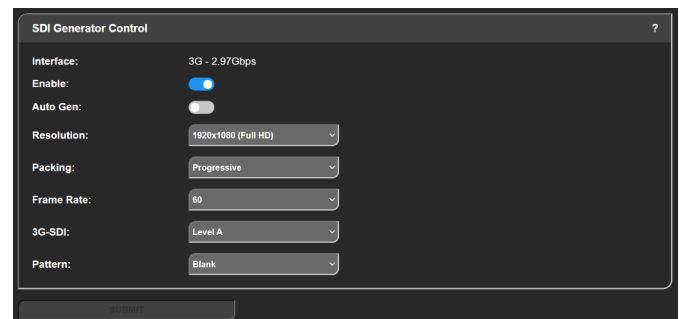 SDI Generator Control ?
Interface: 3G - 2.97Gbps
Enable:
Auto Gen:
Resolution: 1920x1080 (Full HD)
Packing: Progressive
Frame Rate: 60
3G-SDI: Level A
Pattern: Blank
SUBMIT